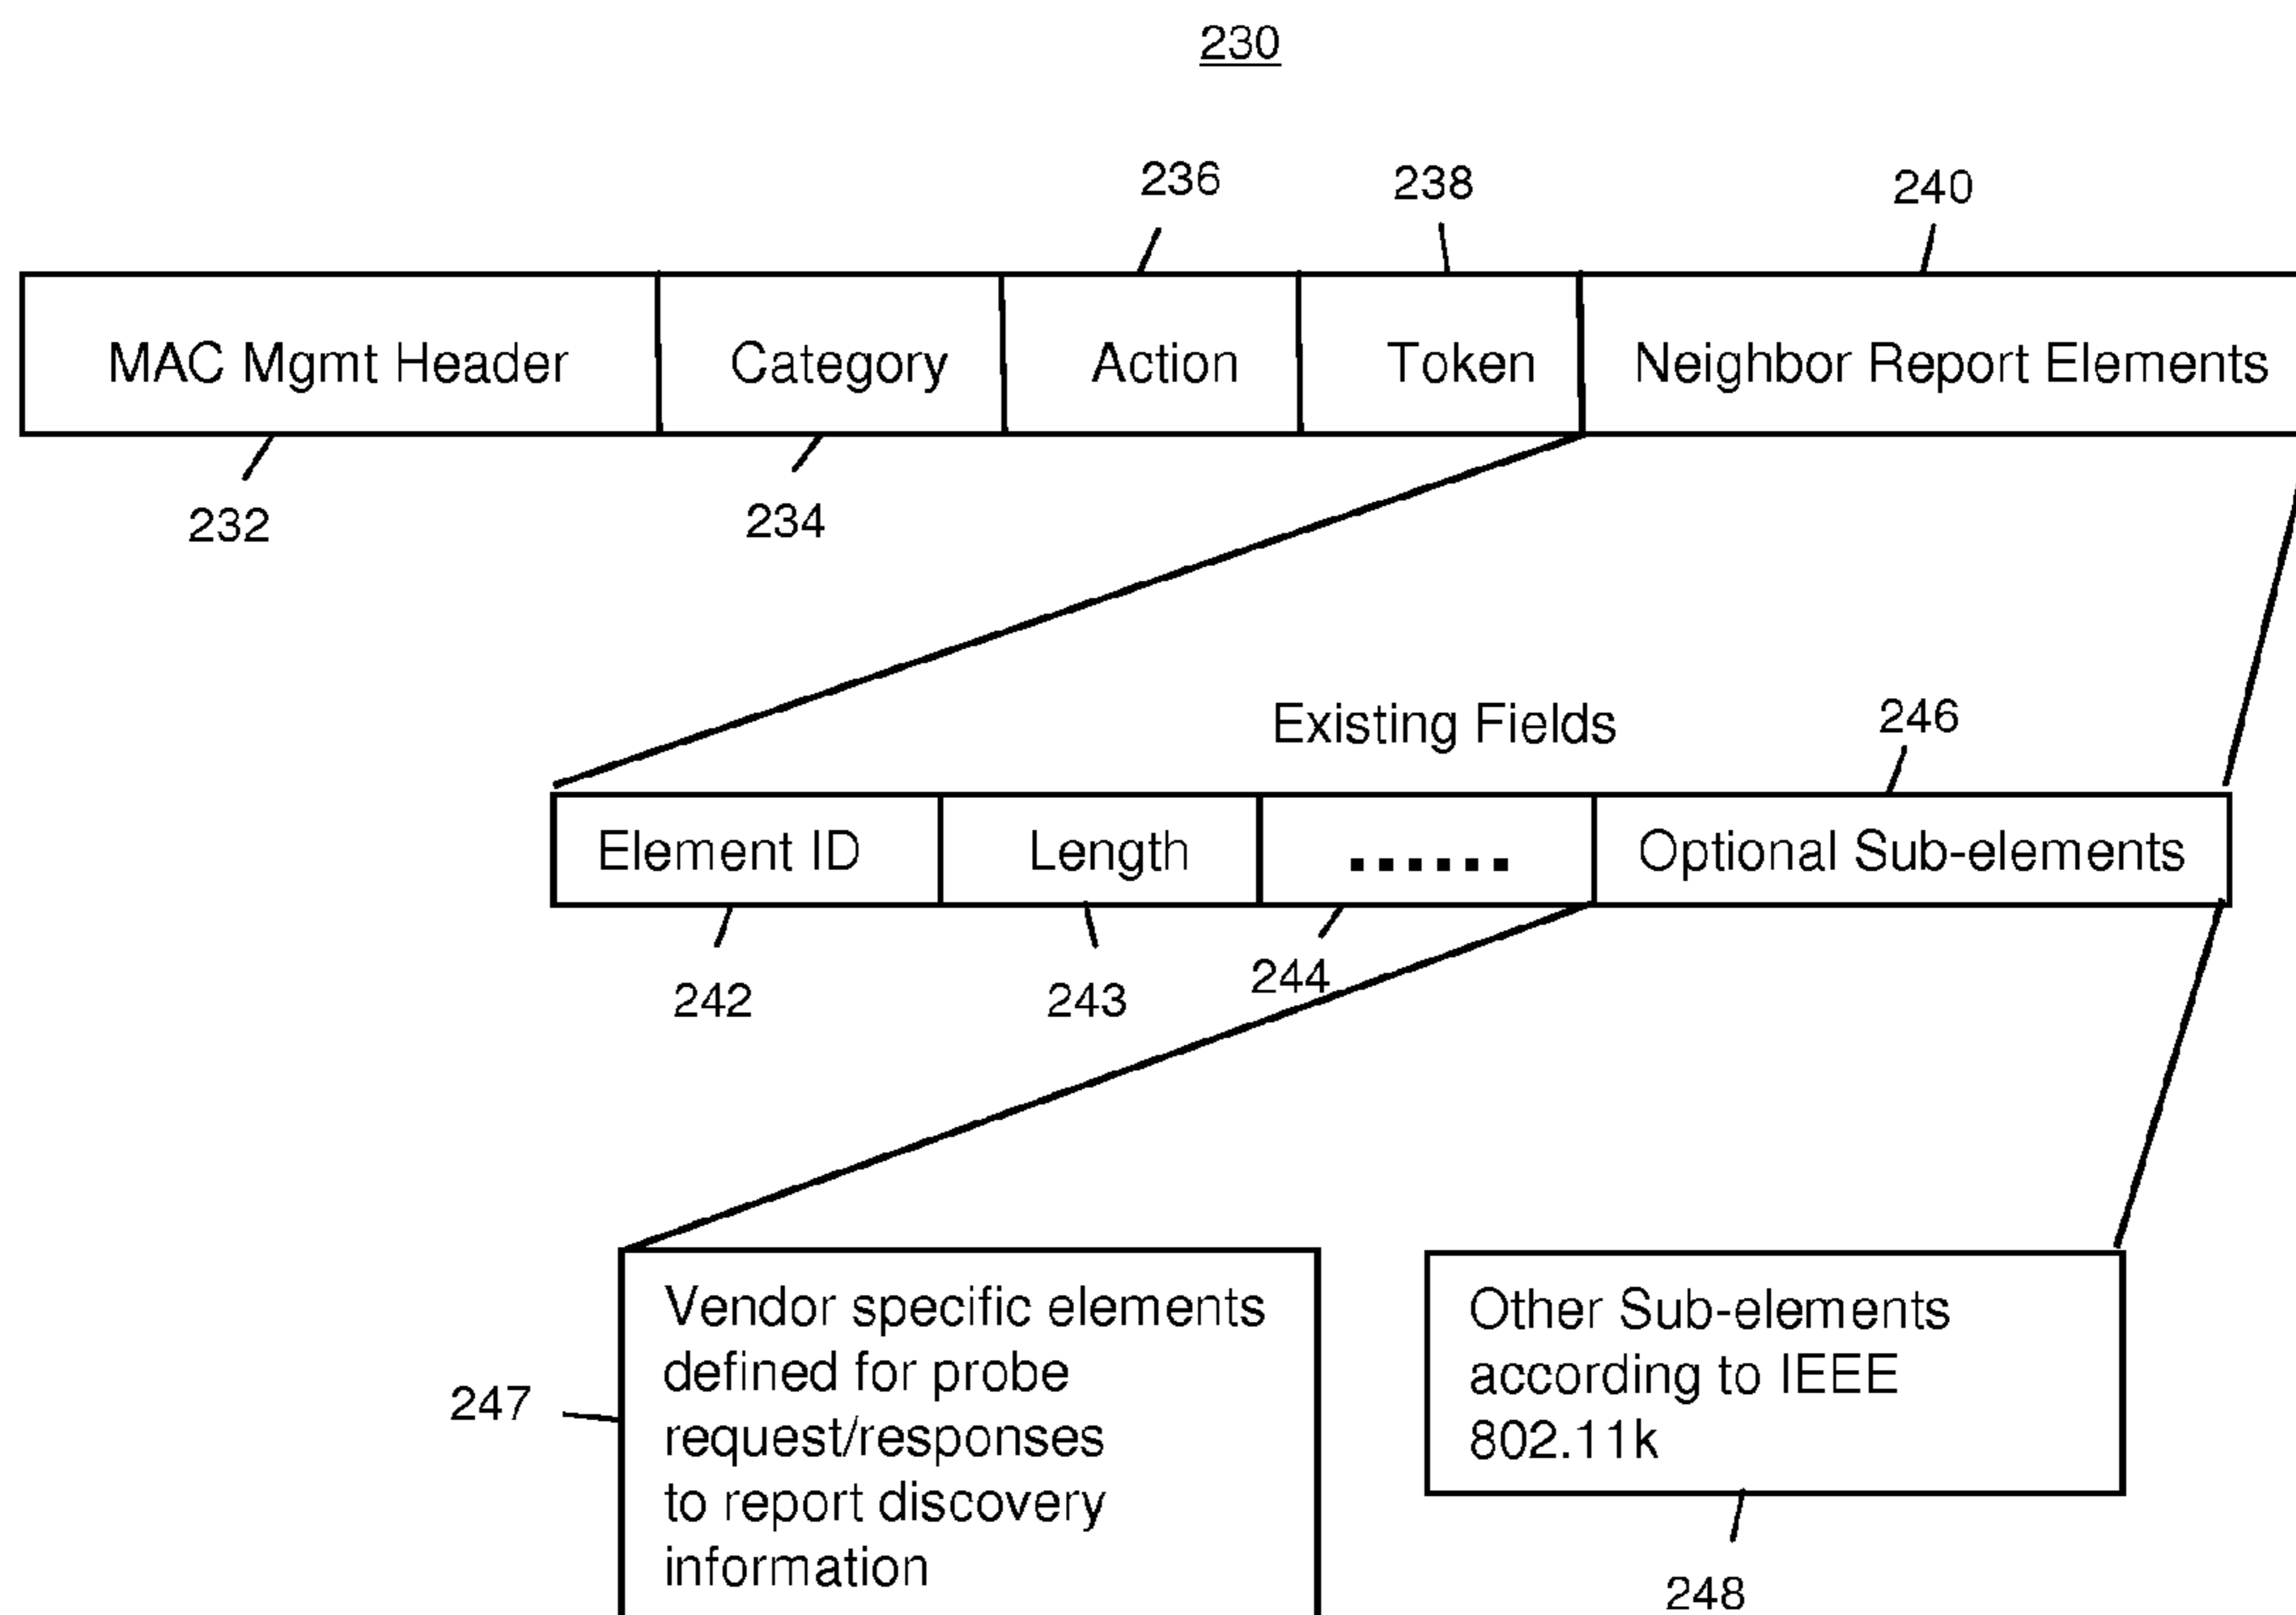 230
236 238 240
MAC Mgmt Header Category Action Token Neighbor Report Elements
232 234
Existing Fields 246
Element ID Length ...... Optional Sub-elements
242 243 244
247
Vendor specific elements
defined for probe
request/responses
to report discovery
information
Other Sub-elements
according to IEEE
802.11k
248